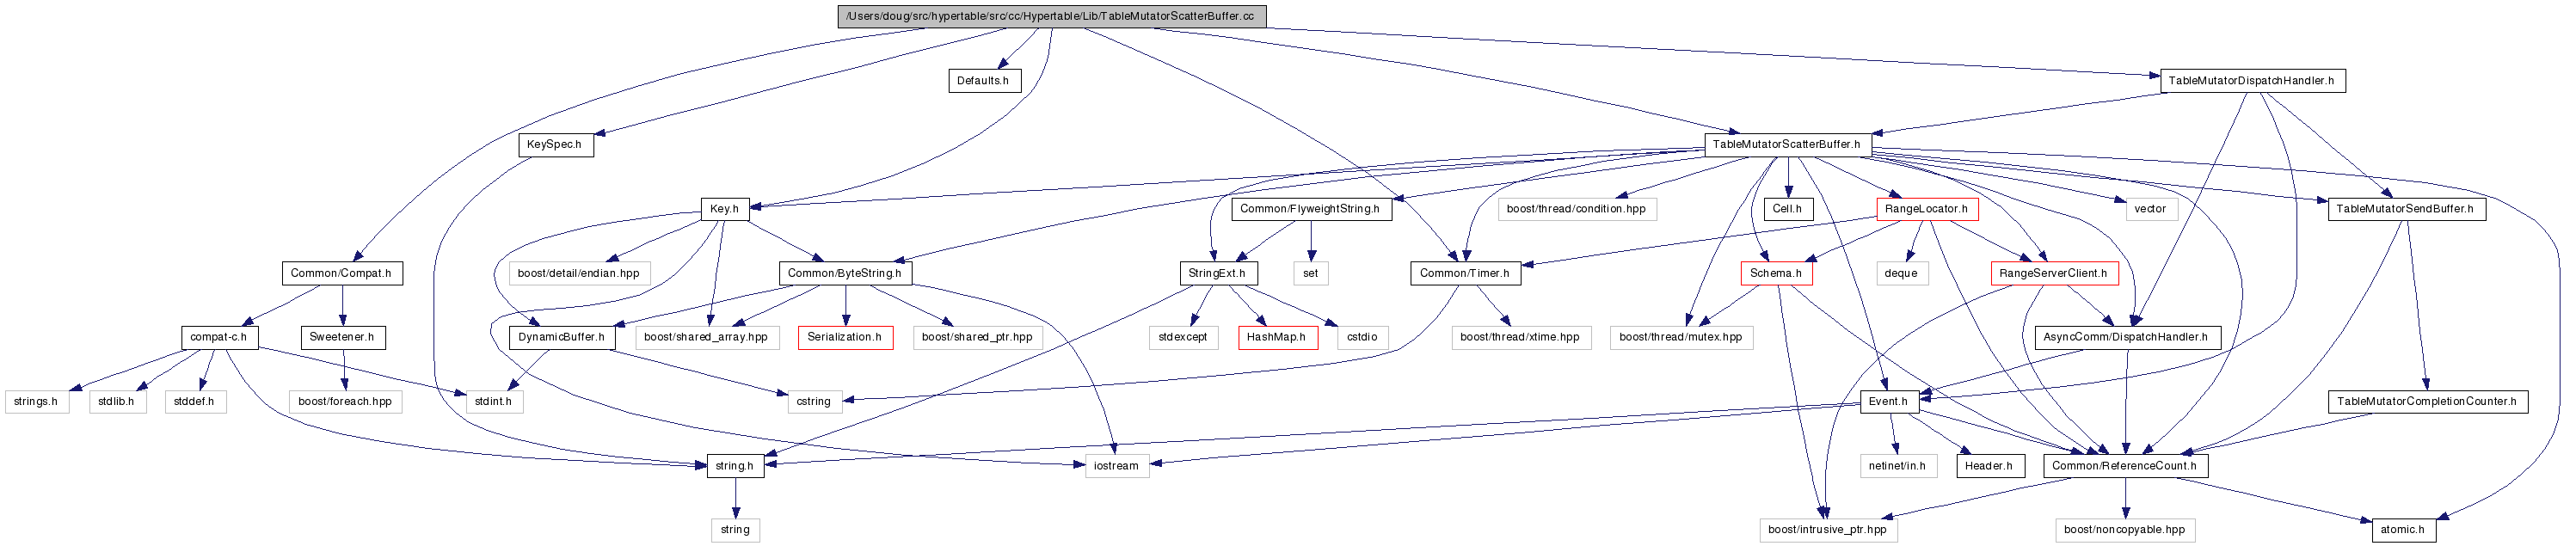 /Users/doug/src/hypertable/src/cc/Hypertable/Lib/TableMutatorScatterBuffer.cc
Defaults.h
TableMutatorDispatchHandler.h
KeySpec.h
TableMutatorScatterBuffer.h
Key.h
Common/FlyweightString.h
boost/thread/condition.hpp
Cell.h
RangeLocator.h
vector
TableMutatorSendBuffer.h
Common/Compat.h
boost/detail/endian.hpp
Common/ByteString.h
StringExt.h
set
Common/Timer.h
Schema.h
deque
RangeServerClient.h
compat-c.h
Sweetener.h
DynamicBuffer.h
boost/shared_array.hpp
Serialization.h
boost/shared_ptr.hpp
stdexcept
HashMap.h
cstdio
boost/thread/xtime.hpp
boost/thread/mutex.hpp
AsyncComm/DispatchHandler.h
strings.h
stdlib.h
stddef.h
boost/foreach.hpp
stdint.h
cstring
Event.h
TableMutatorCompletionCounter.h
string.h
iostream
netinet/in.h
Header.h
Common/ReferenceCount.h
string
boost/intrusive_ptr.hpp
boost/noncopyable.hpp
atomic.h